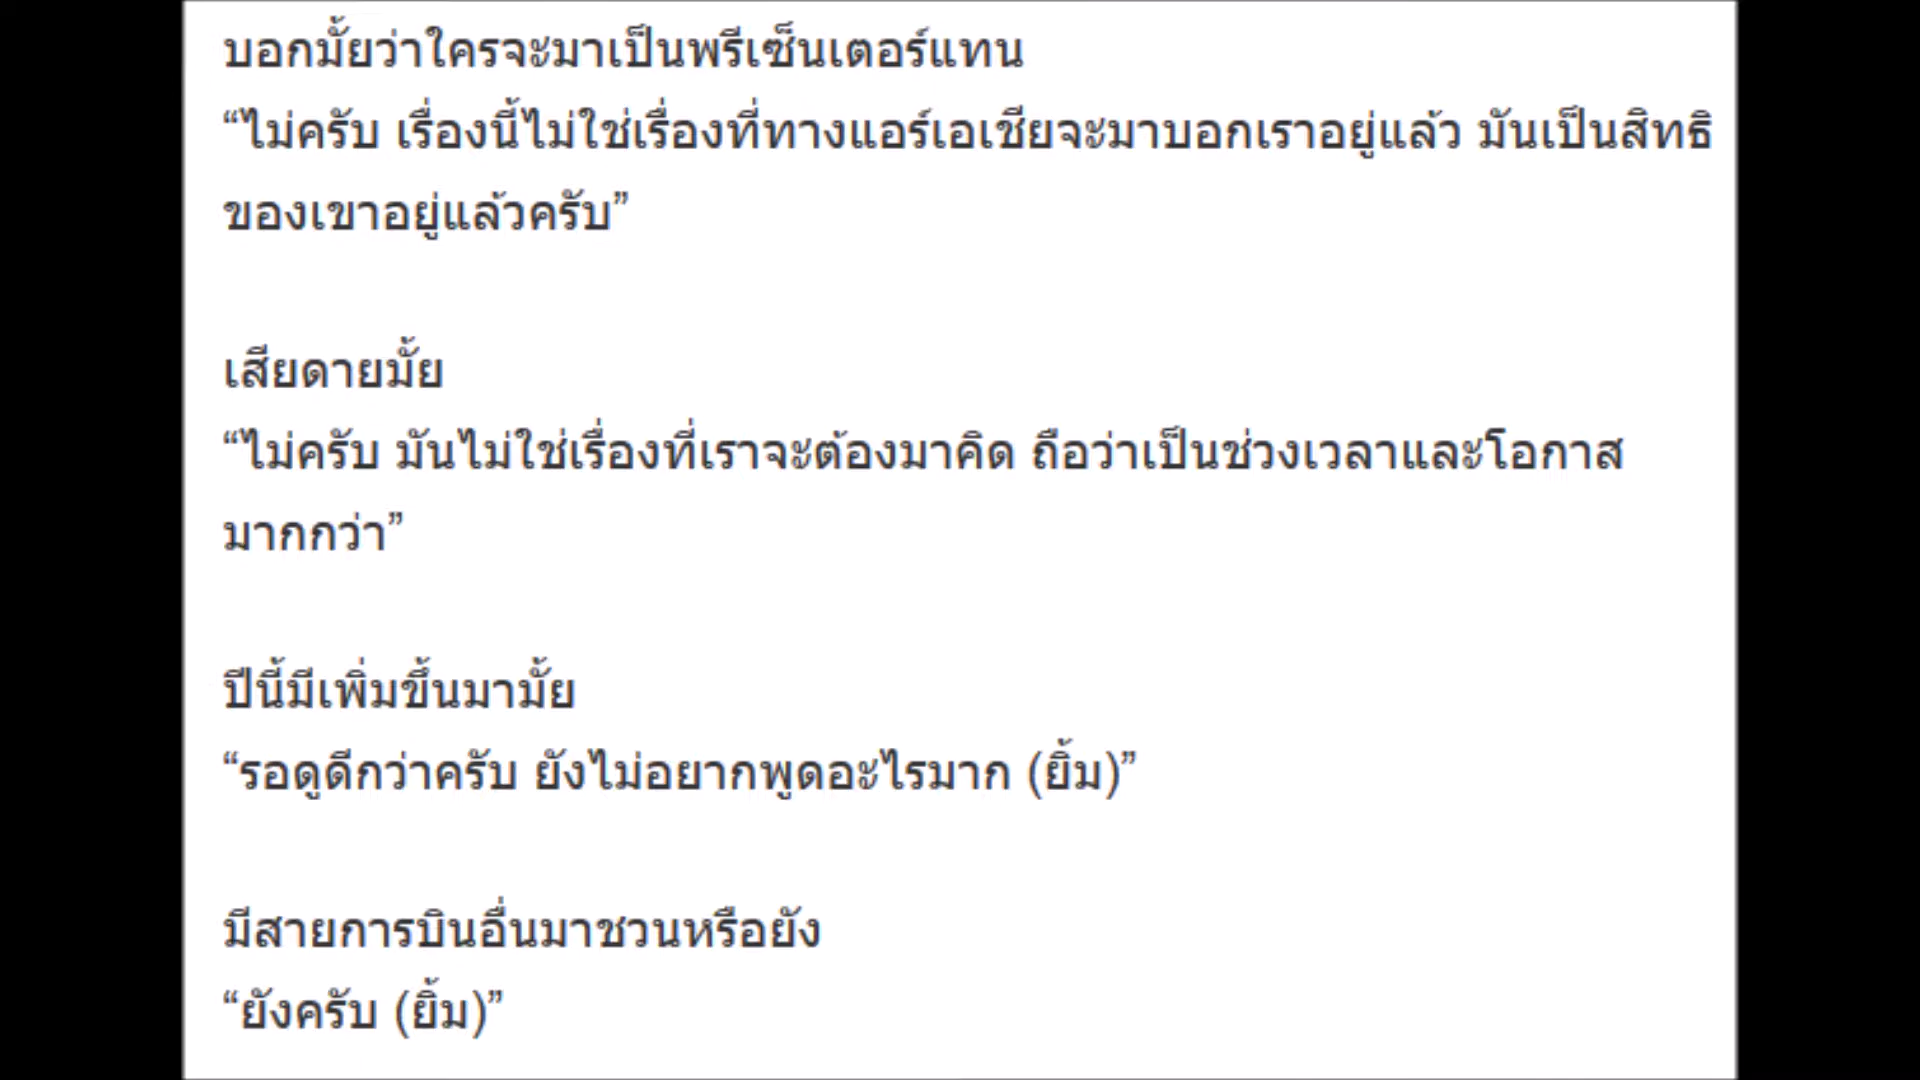 บอกมั้ยว่าใครจะมาเป็นพรีเซ็นเตอร์แทน
“ไม่ครับ เรื่องนี้ไม่ใช่เรื่องที่ทางแอร์เอเชียจะมาบอกเราอยู่แล้ว มันเป็นสิทธิ
ของเขาอยู่แล้วครับ”
เสียดายมั้ย
“ไม่ครับ มันไม่ใช่เรื่องที่เราจะต้องมาคิด ถือว่าเป็นช่วงเวลาและโอกาส
มากกว่า”
ปีนี้มีเพิ่มขึ้นมามั้ย
“รอดูดีกว่าครับ ยังไม่อยากพูดอะไรมาก (ยิ้ม)”
มีสายการบินอื่นมาชวนหรือยัง
“ยังครับ (ยิ้ม)”